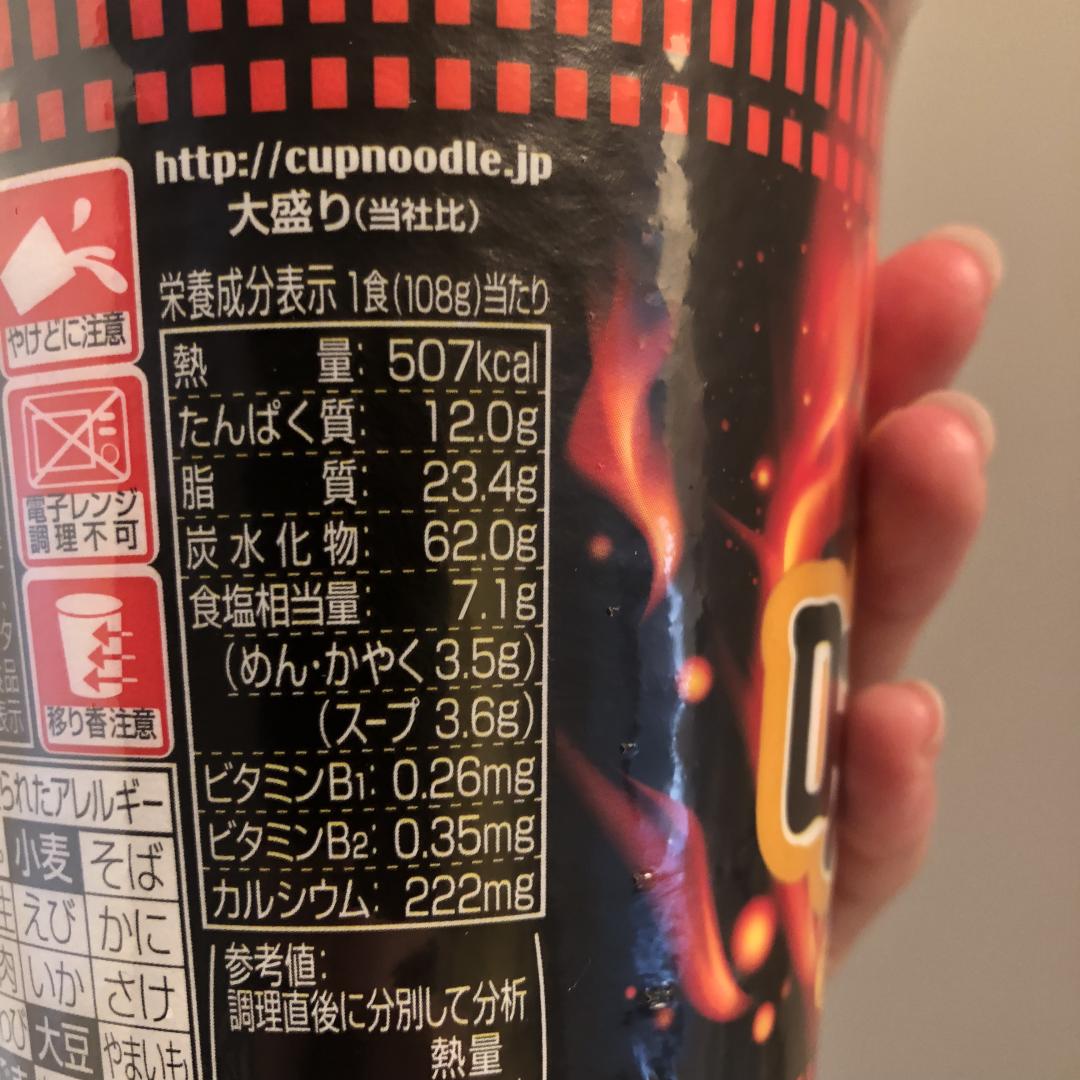 http://cupnoodle.jp
大盛り(当社比)
やけどに注意
電子レンジ
調理不可
移り香注意
栄養成分表示 1食(108g)当たり
熱量: 507kcal
たんぱく質: 12.0g
脂質: 23.4g
炭水化物: 62.0g
食塩相当量: 7.1g
(めん・かやく 3.5g)
(スープ 3.6g)
ビタミンB1: 0.26mg
ビタミンB2: 0.35mg
カルシウム: 222mg
参考値:
調理直後に分別して分析
熱量
られたアレルギー
小麦 そば
えび かに
いか さけ
大豆 やまいも